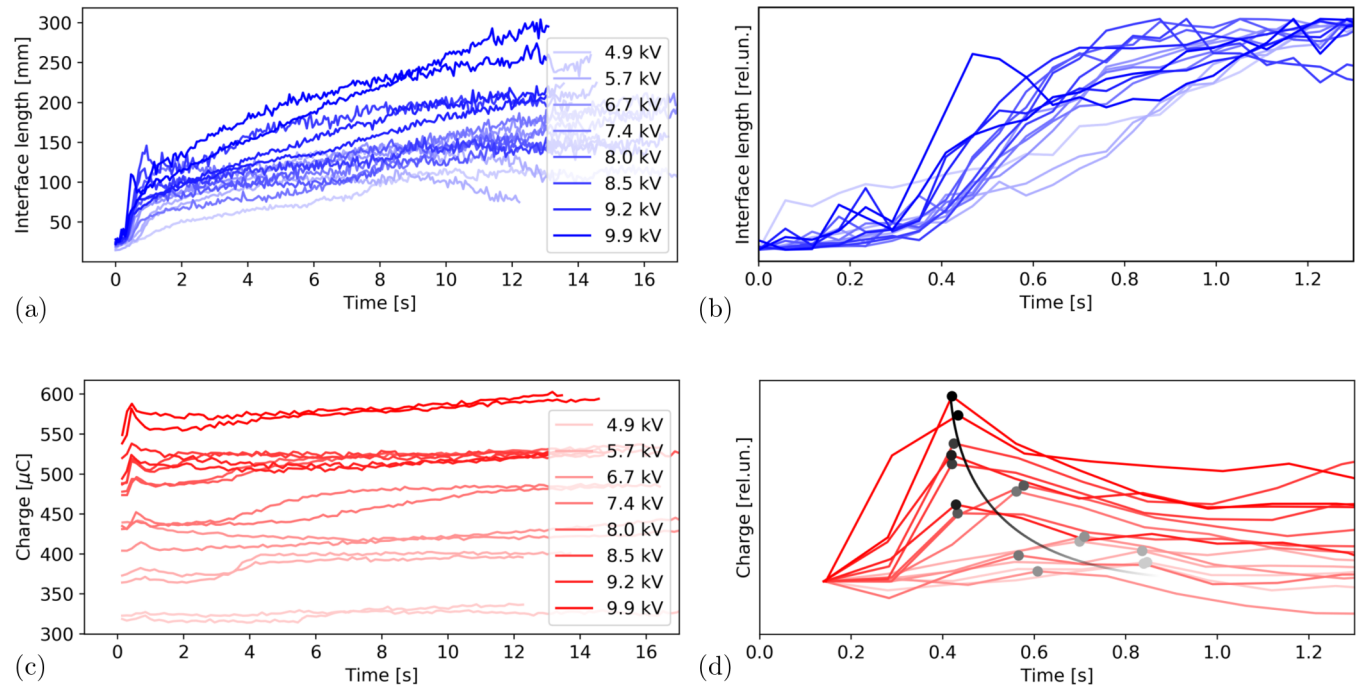 300
250
200
150
100
50
Interface length [mm]
4.9 kV
5.7 kV
6.7 kV
7.4 kV
8.0 kV
8.5 kV
9.2 kV
9.9 kV
0 2 4 6 8 10 12 14 16
Time [s]
(a)
Interface length [rel.un.]
0.0 0.2 0.4 0.6 0.8 1.0 1.2
Time [s]
(b)
600
550
500
450
400
350
300
Charge [μC]
4.9 kV
5.7 kV
6.7 kV
7.4 kV
8.0 kV
8.5 kV
9.2 kV
9.9 kV
0 2 4 6 8 10 12 14 16
Time [s]
(c)
Charge [rel.un.]
0.0 0.2 0.4 0.6 0.8 1.0 1.2
Time [s]
(d)